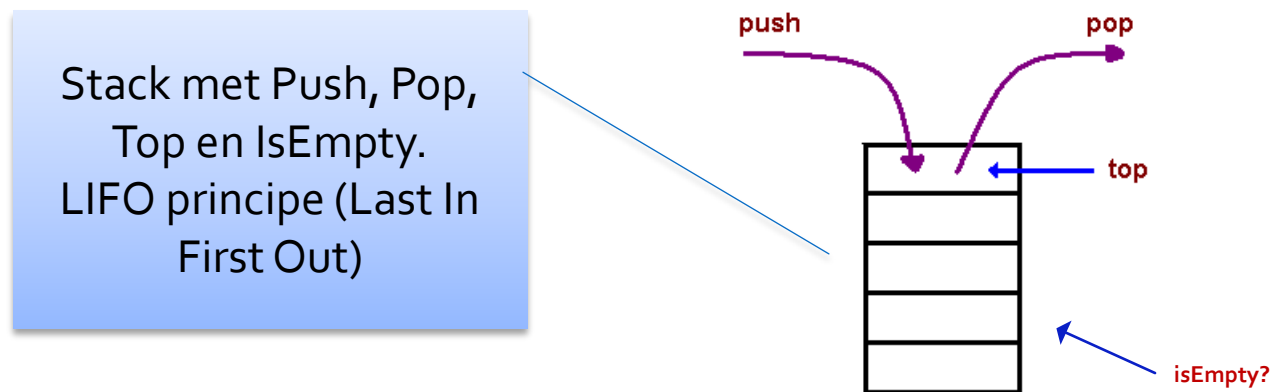 Stack met Push, Pop,
Top en IsEmpty.
LIFO principe (Last In
First Out)
push
pop
top
isEmpty?